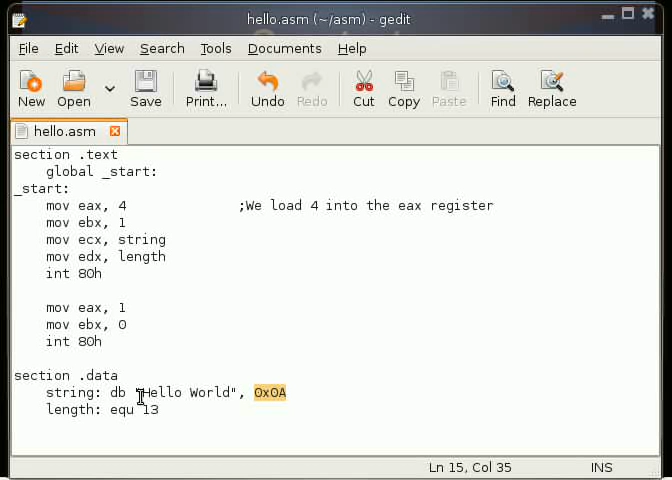 hello.asm (~/asm) - gedit
File Edit View Search Tools Documents Help
New Open Save Print... Undo Redo Cut Copy Paste Find Replace
hello.asm
section .text
    global _start:
_start:
    mov eax, 4              ;We load 4 into the eax register
    mov ebx, 1
    mov ecx, string
    mov edx, length
    int 80h
    mov eax, 1
    mov ebx, 0
    int 80h
section .data
    string: db "Hello World", 0x0A
    length: equ 13
Ln 15, Col 35 INS